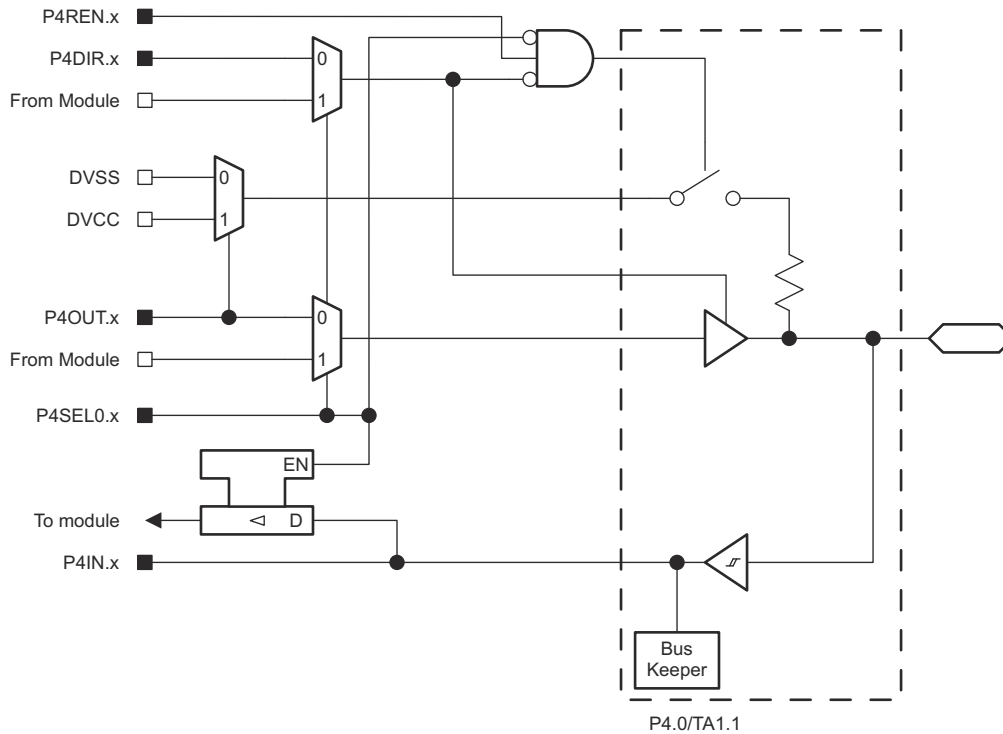 P4REN.x
P4DIR.x
0
From Module
1
DVSS
0
DVCC
1
P4OUT.x
0
From Module
1
P4SEL0.x
EN
To module
D
P4IN.x
Bus
Keeper
P4.0/TA1.1